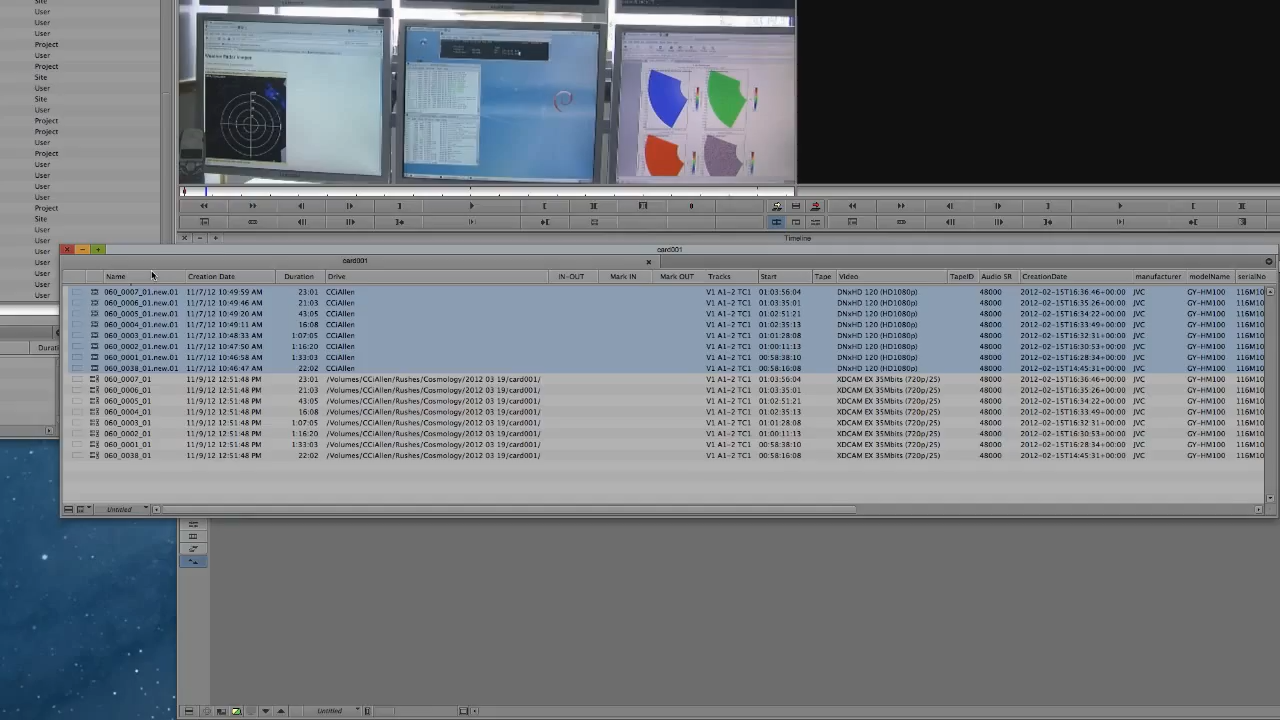 Site
User
User
Project
User
User
Site
User
Site
User
Project
Project
User
Project
User
User
User
Project
Site
User
User
User
User
User
User
Duration
Timeline
card001
card001
Name Creation Date Duration Drive IN-OUT Mark IN Mark OUT Tracks Start Tape Video TapeID Audio SR CreationDate manufacturer modelName serialNo
060_0007_01.new.01 11/7/12 10:49:59 AM 23:01 CCiAllen V1 A1-2 TC1 01:03:56:04 DNxHD 120 (HD1080p) 48000 2012-02-15T16:36:46+00:00 JVC GY-HM100 116M10
060_0006_01.new.01 11/7/12 10:49:46 AM 21:03 CCiAllen V1 A1-2 TC1 01:03:35:01 DNxHD 120 (HD1080p) 48000 2012-02-15T16:35:26+00:00 JVC GY-HM100 116M10
060_0005_01.new.01 11/7/12 10:49:20 AM 43:05 CCiAllen V1 A1-2 TC1 01:02:51:21 DNxHD 120 (HD1080p) 48000 2012-02-15T16:34:22+00:00 JVC GY-HM100 116M10
060_0004_01.new.01 11/7/12 10:49:11 AM 16:08 CCiAllen V1 A1-2 TC1 01:02:35:13 DNxHD 120 (HD1080p) 48000 2012-02-15T16:33:49+00:00 JVC GY-HM100 116M10
060_0003_01.new.01 11/7/12 10:48:33 AM 1:07:05 CCiAllen V1 A1-2 TC1 01:01:28:08 DNxHD 120 (HD1080p) 48000 2012-02-15T16:32:31+00:00 JVC GY-HM100 116M10
060_0002_01.new.01 11/7/12 10:47:50 AM 1:16:20 CCiAllen V1 A1-2 TC1 01:00:11:13 DNxHD 120 (HD1080p) 48000 2012-02-15T16:30:53+00:00 JVC GY-HM100 116M10
060_0001_01.new.01 11/7/12 10:46:58 AM 1:33:03 CCiAllen V1 A1-2 TC1 00:58:38:10 DNxHD 120 (HD1080p) 48000 2012-02-15T16:28:34+00:00 JVC GY-HM100 116M10
060_0038_01.new.01 11/7/12 10:46:47 AM 22:02 CCiAllen V1 A1-2 TC1 00:58:16:08 DNxHD 120 (HD1080p) 48000 2012-02-15T14:45:31+00:00 JVC GY-HM100 116M10
060_0007_01 11/9/12 12:51:48 PM 23:01 /Volumes/CCiAllen/Rushes/Cosmology/2012 03 19/card001/ V1 A1-2 TC1 01:03:56:04 XDCAM EX 35Mbits (720p/25) 48000 2012-02-15T16:36:46+00:00 JVC GY-HM100 116M10
060_0006_01 11/9/12 12:51:48 PM 21:03 /Volumes/CCiAllen/Rushes/Cosmology/2012 03 19/card001/ V1 A1-2 TC1 01:03:35:01 XDCAM EX 35Mbits (720p/25) 48000 2012-02-15T16:35:26+00:00 JVC GY-HM100 116M10
060_0005_01 11/9/12 12:51:48 PM 43:05 /Volumes/CCiAllen/Rushes/Cosmology/2012 03 19/card001/ V1 A1-2 TC1 01:02:51:21 XDCAM EX 35Mbits (720p/25) 48000 2012-02-15T16:34:22+00:00 JVC GY-HM100 116M10
060_0004_01 11/9/12 12:51:48 PM 16:08 /Volumes/CCiAllen/Rushes/Cosmology/2012 03 19/card001/ V1 A1-2 TC1 01:02:35:13 XDCAM EX 35Mbits (720p/25) 48000 2012-02-15T16:33:49+00:00 JVC GY-HM100 116M10
060_0003_01 11/9/12 12:51:48 PM 1:07:05 /Volumes/CCiAllen/Rushes/Cosmology/2012 03 19/card001/ V1 A1-2 TC1 01:01:28:08 XDCAM EX 35Mbits (720p/25) 48000 2012-02-15T16:32:31+00:00 JVC GY-HM100 116M10
060_0002_01 11/9/12 12:51:48 PM 1:16:20 /Volumes/CCiAllen/Rushes/Cosmology/2012 03 19/card001/ V1 A1-2 TC1 01:00:11:13 XDCAM EX 35Mbits (720p/25) 48000 2012-02-15T16:30:53+00:00 JVC GY-HM100 116M10
060_0001_01 11/9/12 12:51:48 PM 1:33:03 /Volumes/CCiAllen/Rushes/Cosmology/2012 03 19/card001/ V1 A1-2 TC1 00:58:38:10 XDCAM EX 35Mbits (720p/25) 48000 2012-02-15T16:28:34+00:00 JVC GY-HM100 116M10
060_0038_01 11/9/12 12:51:48 PM 22:02 /Volumes/CCiAllen/Rushes/Cosmology/2012 03 19/card001/ V1 A1-2 TC1 00:58:16:08 XDCAM EX 35Mbits (720p/25) 48000 2012-02-15T14:45:31+00:00 JVC GY-HM100 116M10
Untitled
Untitled